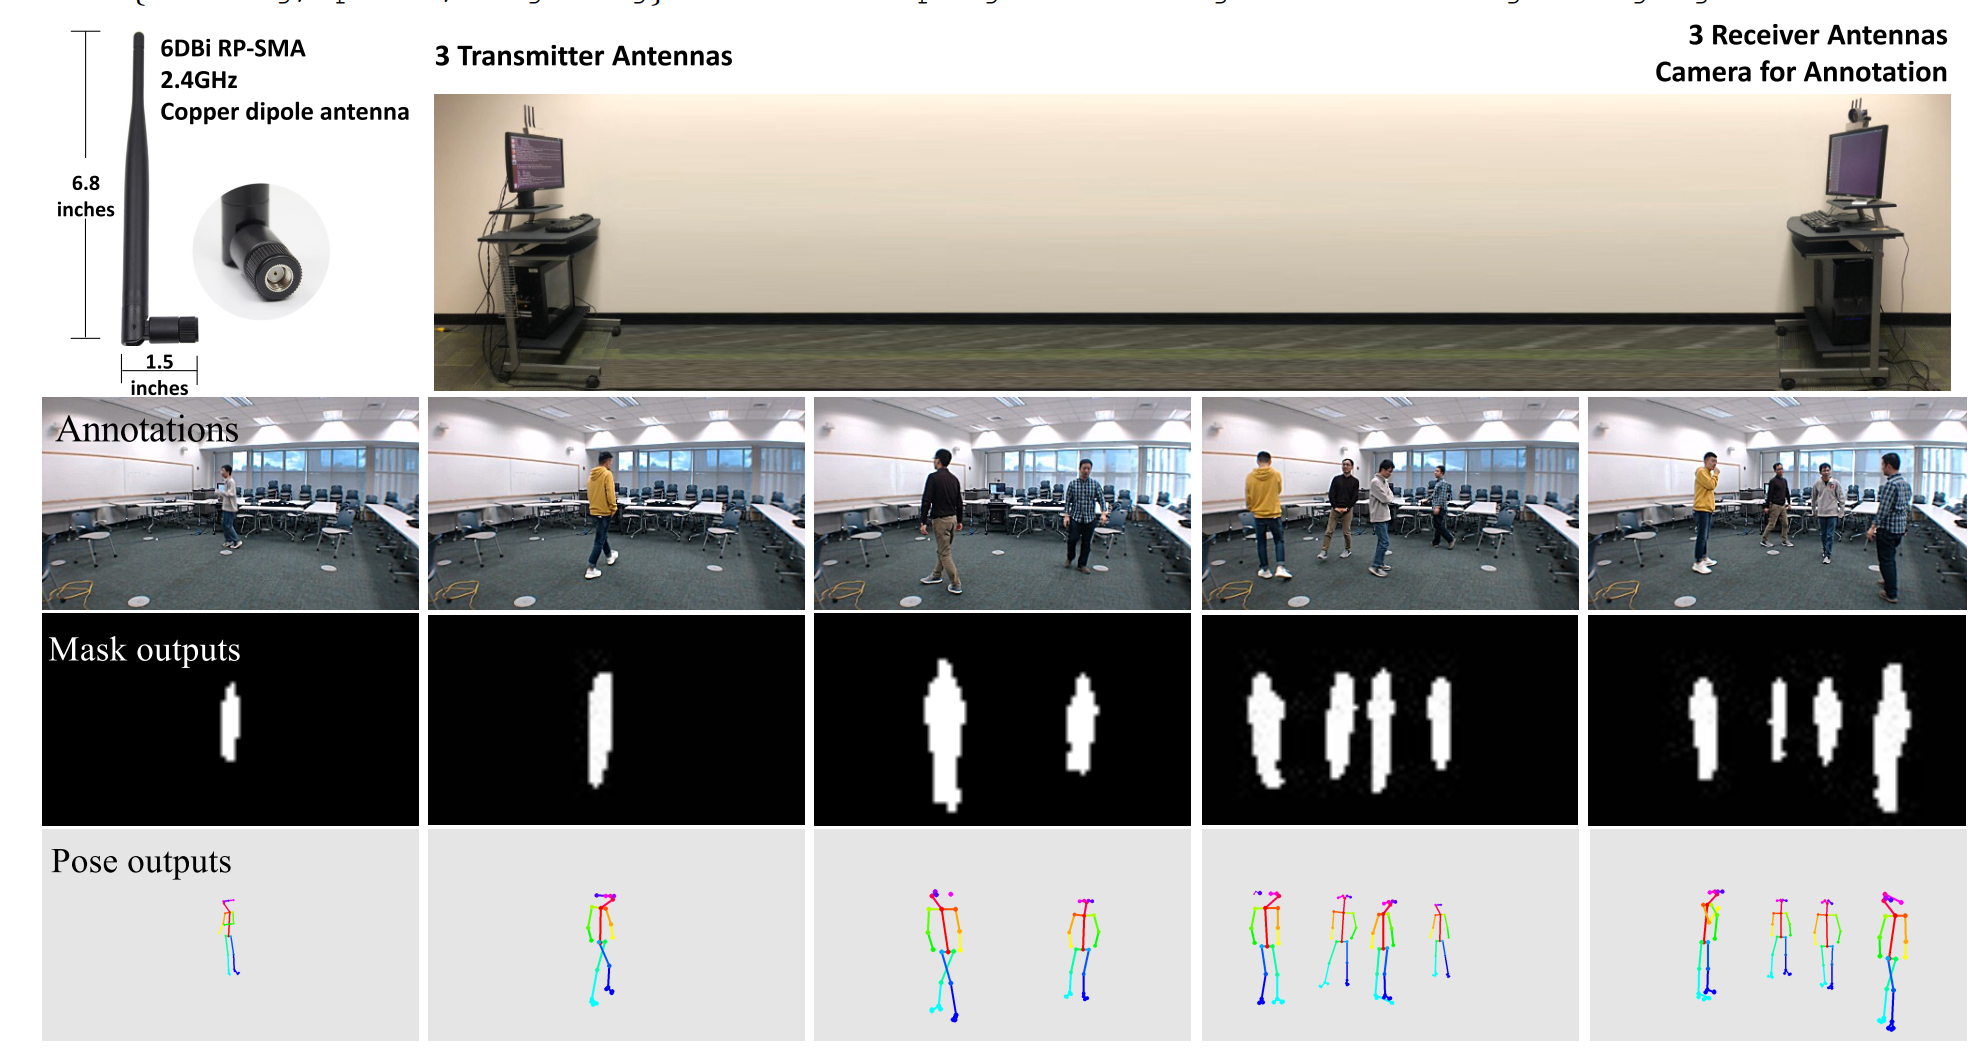 6DBi RP-SMA
2.4GHz
Copper dipole antenna
6.8
inches
1.5
inches
3 Transmitter Antennas
3 Receiver Antennas
Camera for Annotation
Annotations
Mask outputs
Pose outputs